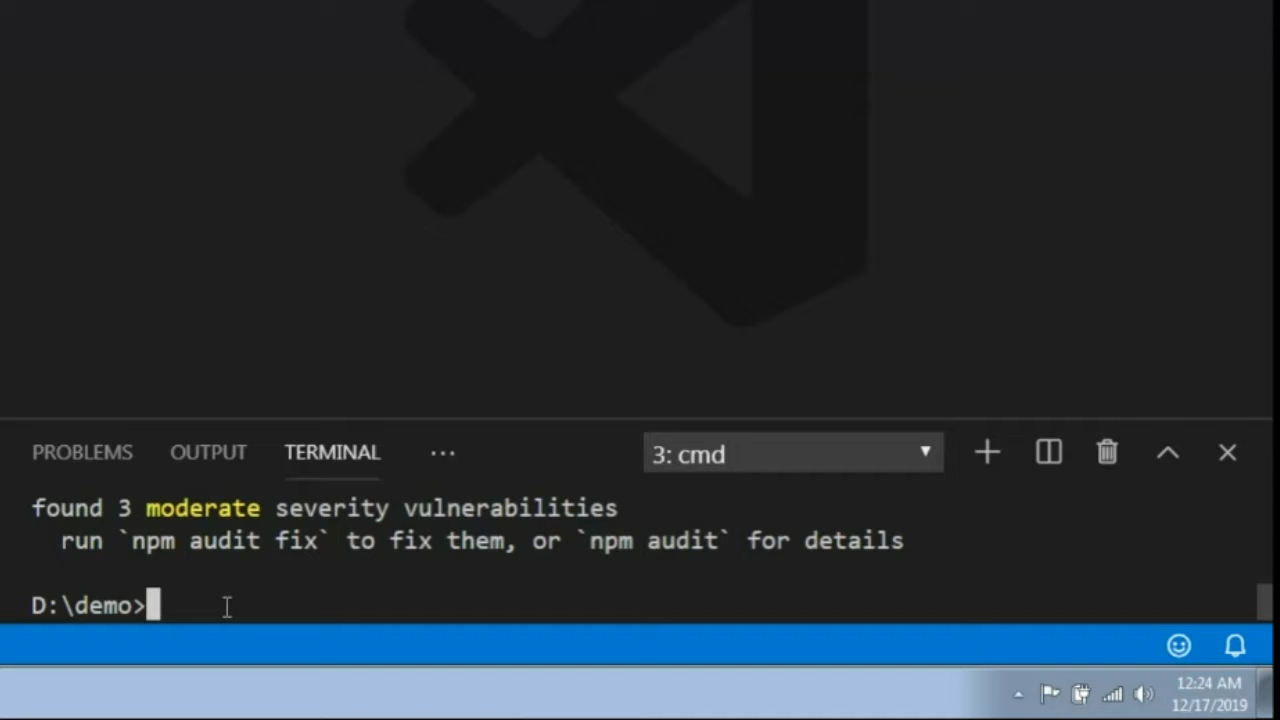 PROBLEMS OUTPUT TERMINAL ··· 3: cmd
found 3 moderate severity vulnerabilities
run `npm audit fix` to fix them, or `npm audit` for details
D:\demo>
12:24 AM
12/17/2019